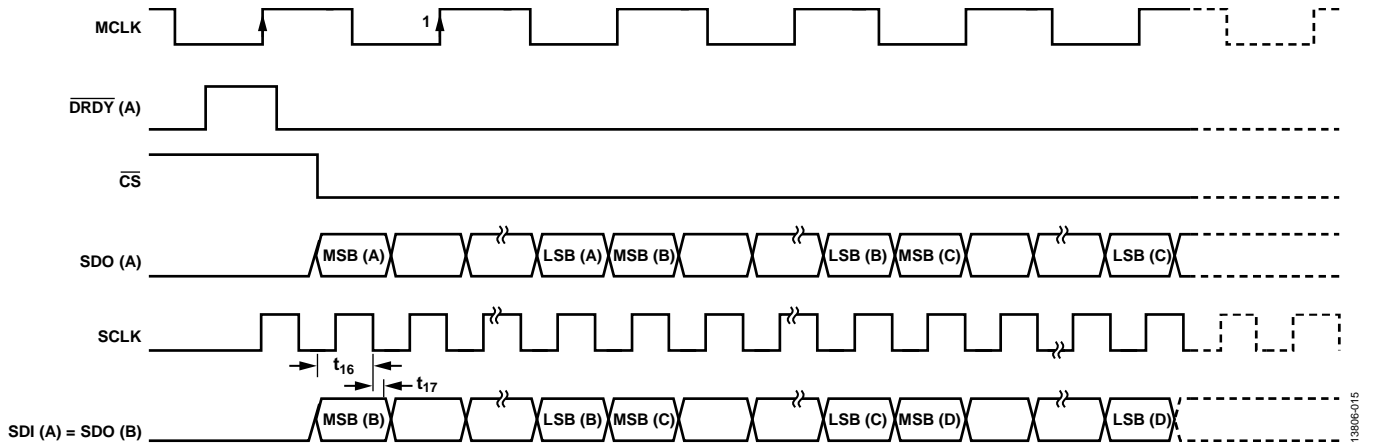 MCLK
1
DRDY (A)
CS
SDO (A)
MSB (A)
LSB (A)
MSB (B)
LSB (B)
MSB (C)
LSB (C)
SCLK
t16
t17
SDI (A) = SDO (B)
MSB (B)
LSB (B)
MSB (C)
LSB (C)
MSB (D)
LSB (D)
13806-015